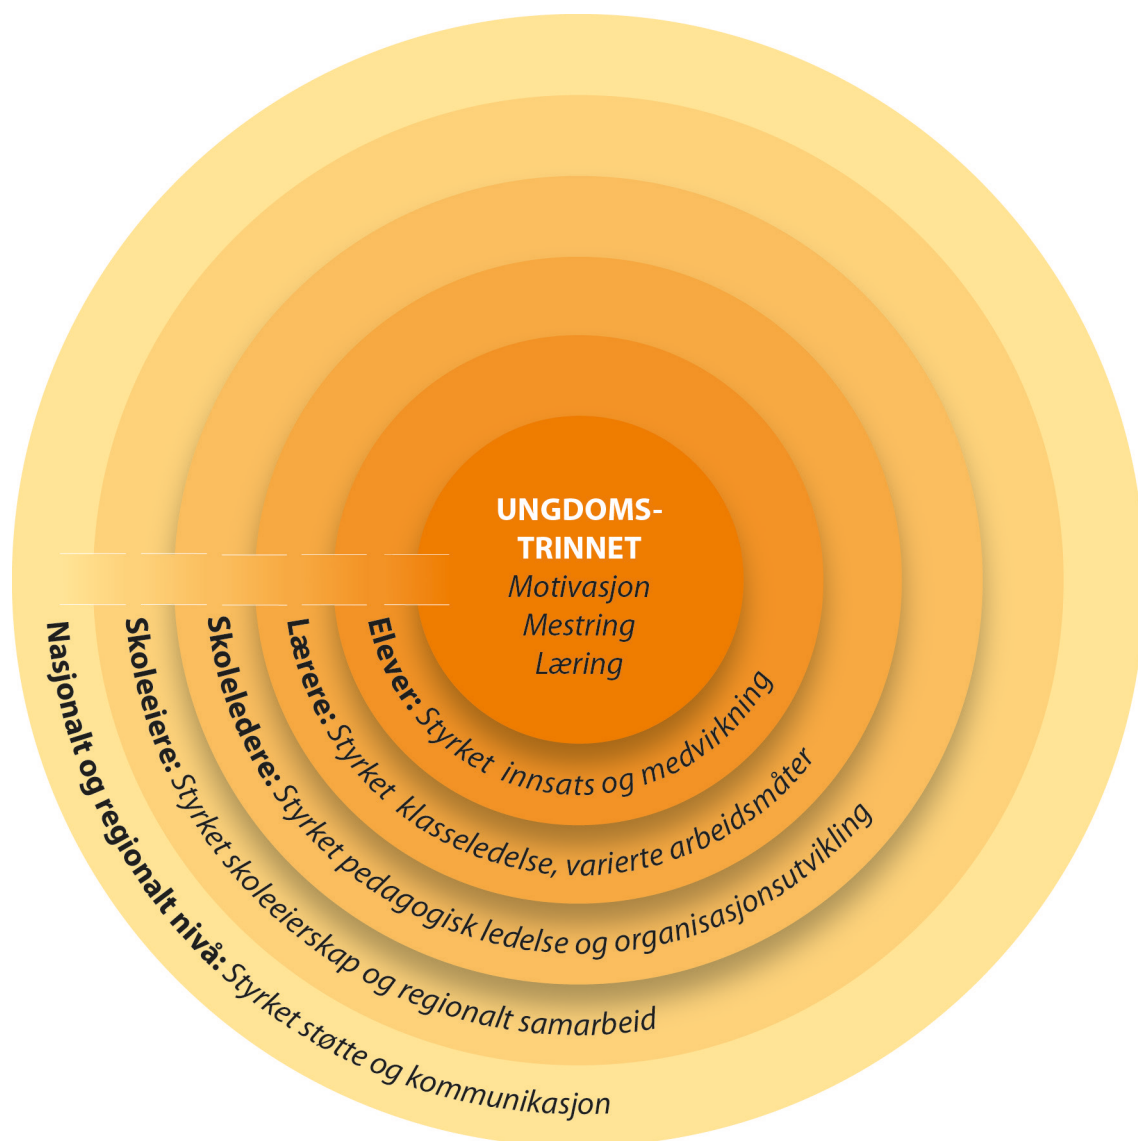 UNGDOMS-
TRINNET
Motivasjon
Mestring
Læring
Elever: Styrket innsats og medvirkning
Lærere: Styrket klasseledelse, varierte arbeidsmåter
Skoleledere: Styrket pedagogisk ledelse og organisasjonsutvikling
Skoleeiere: Styrket skoleeierskap og regionalt samarbeid
Nasjonalt og regionalt nivå: Styrket støtte og kommunikasjon